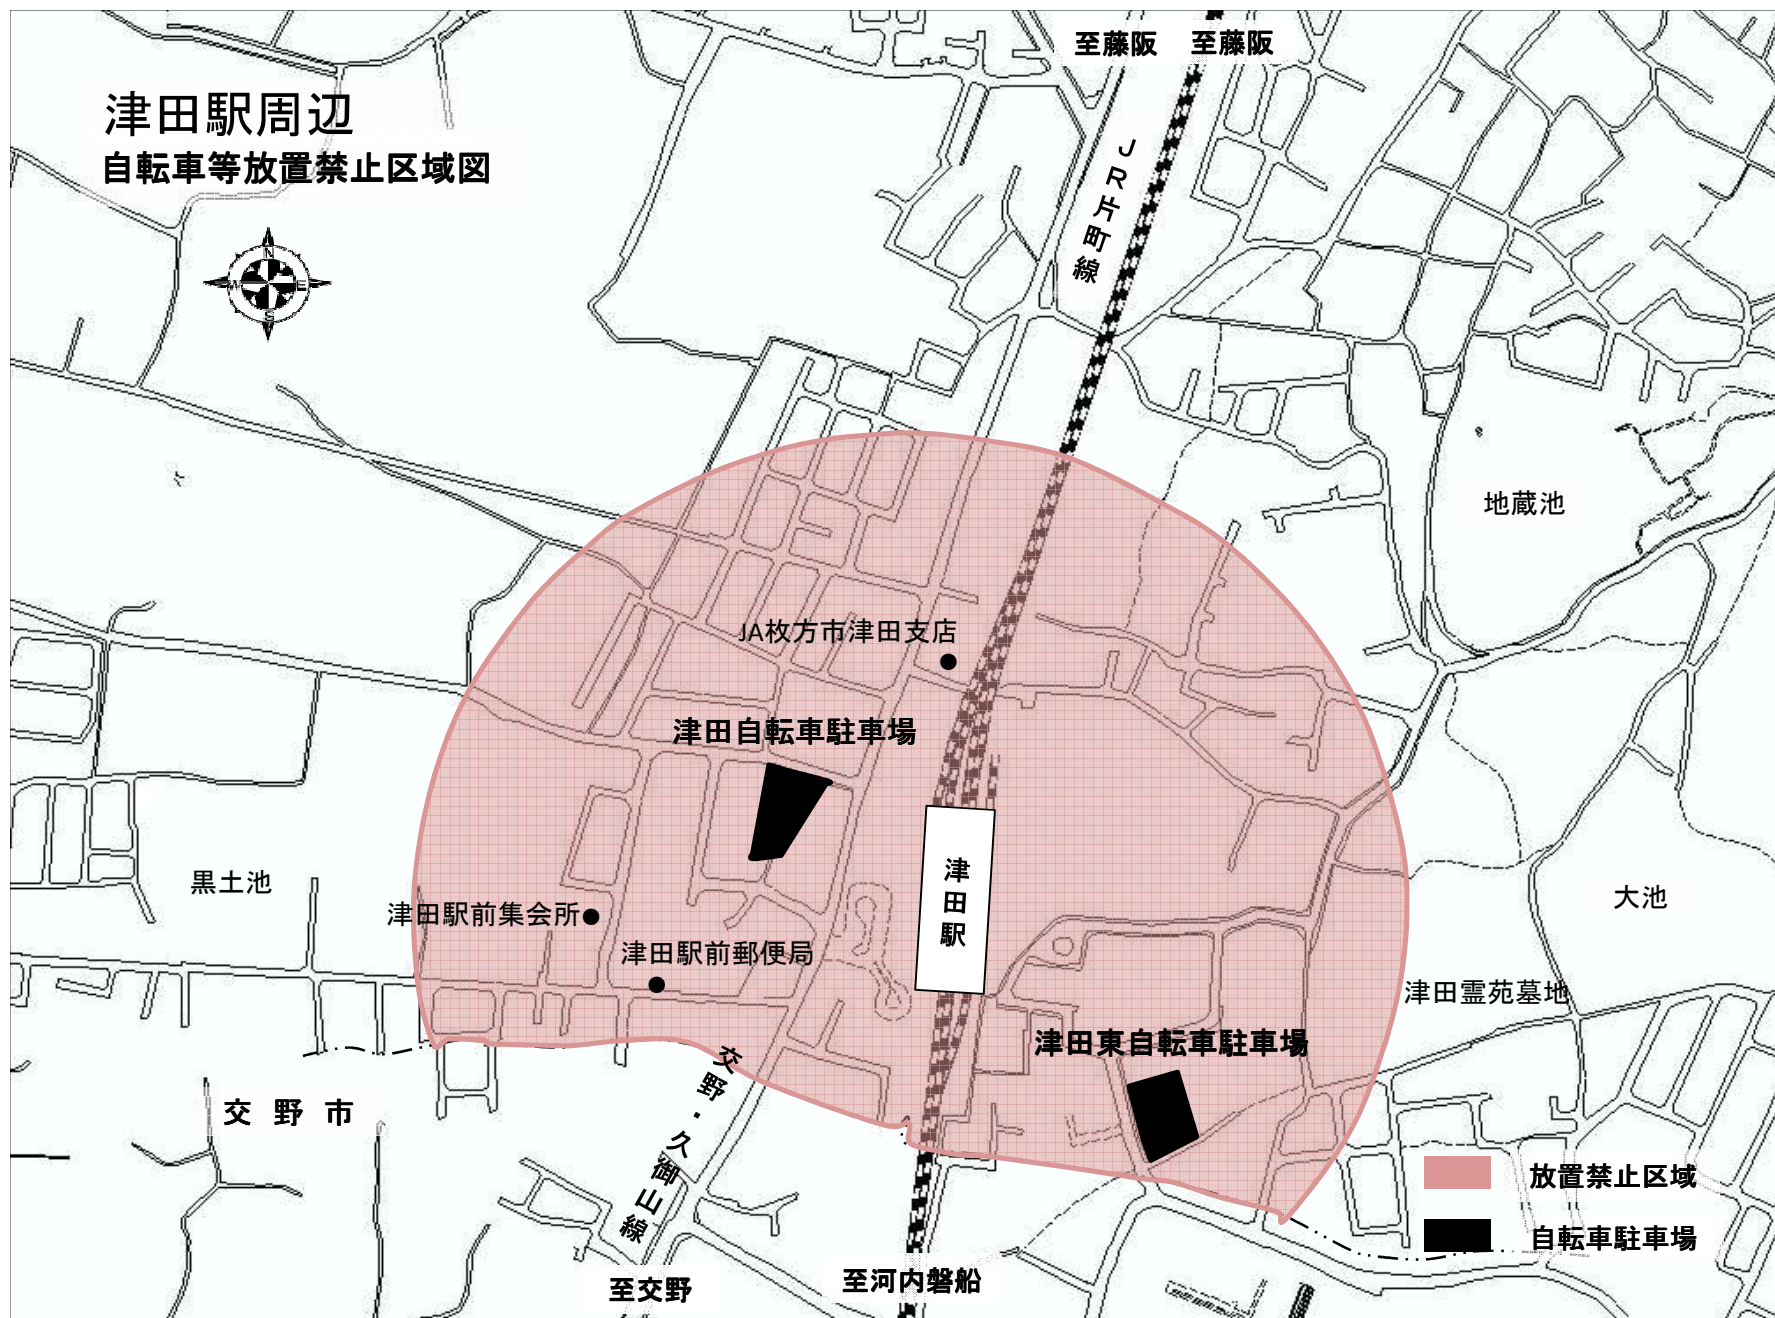 至藤阪
至藤阪
津田駅周辺
自転車等放置禁止区域図
JR片町線
N
W
E
S
地蔵池
JA枚方市津田支店
津田自転車駐車場
津田駅
黒土池
大池
津田駅前集会所
津田駅前郵便局
津田霊苑墓地
津田東自転車駐車場
交野・久御山線
交野市
放置禁止区域
自転車駐車場
至交野
至河内磐船